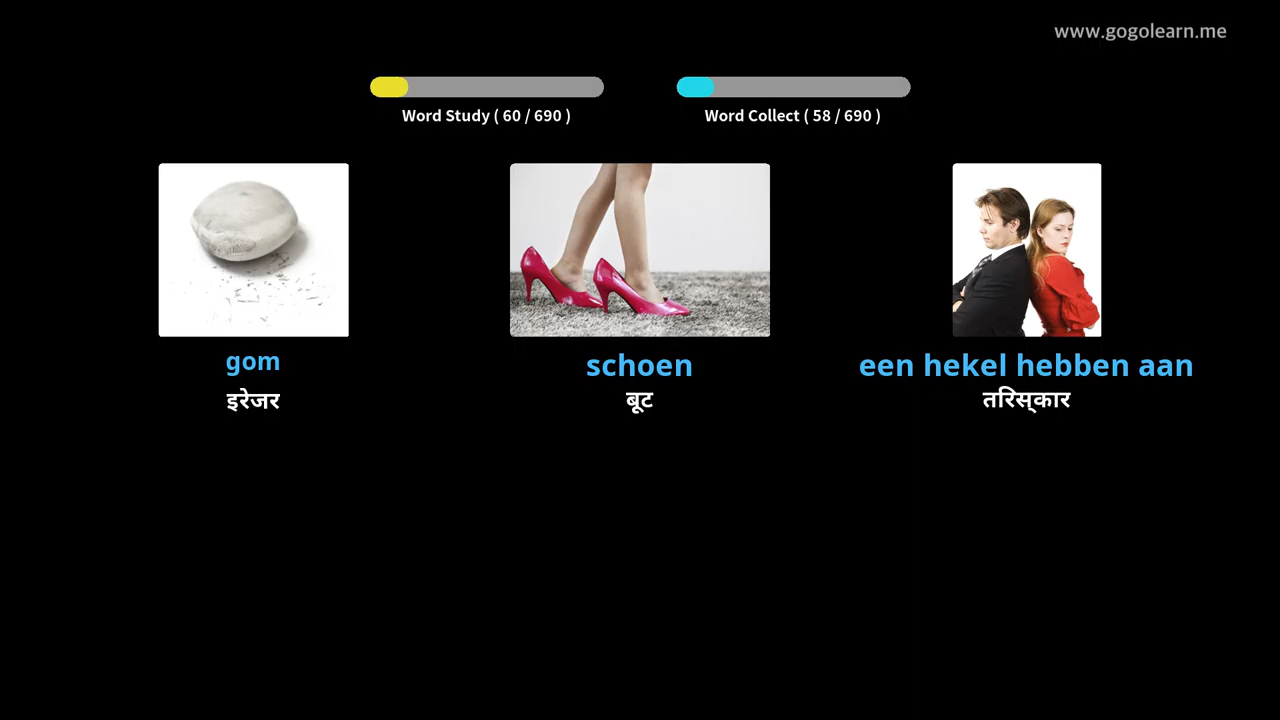 www.gogolearn.me
Word Study ( 60 / 690 )
Word Collect ( 58 / 690 )
gom
schoen
een hekel hebben aan
इरेजर
बूट
तरिस्कार